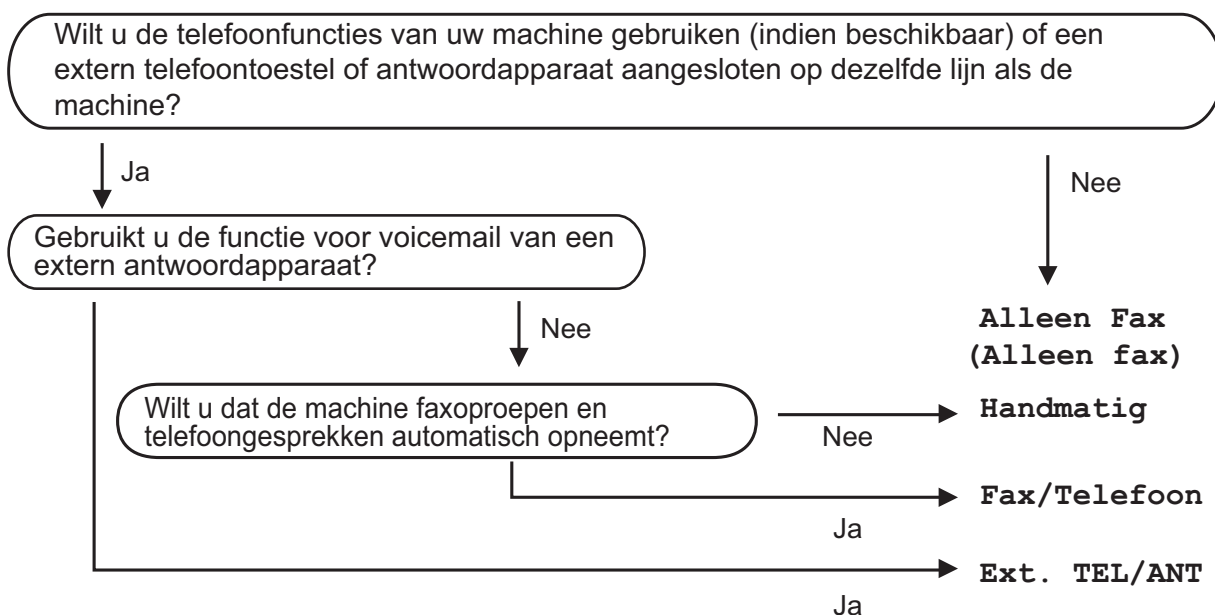 Wilt u de telefoonfuncties van uw machine gebruiken (indien beschikbaar) of een
extern telefoontoestel of antwoordapparaat aangesloten op dezelfde lijn als de
machine?
Ja
Nee
Gebruikt u de functie voor voicemail van een
extern antwoordapparaat?
Nee
Alleen Fax
(Alleen fax)
Wilt u dat de machine faxoproepen en
telefoongesprekken automatisch opneemt?
Nee
Handmatig
Ja
Fax/Telefoon
Ja
Ext. TEL/ANT